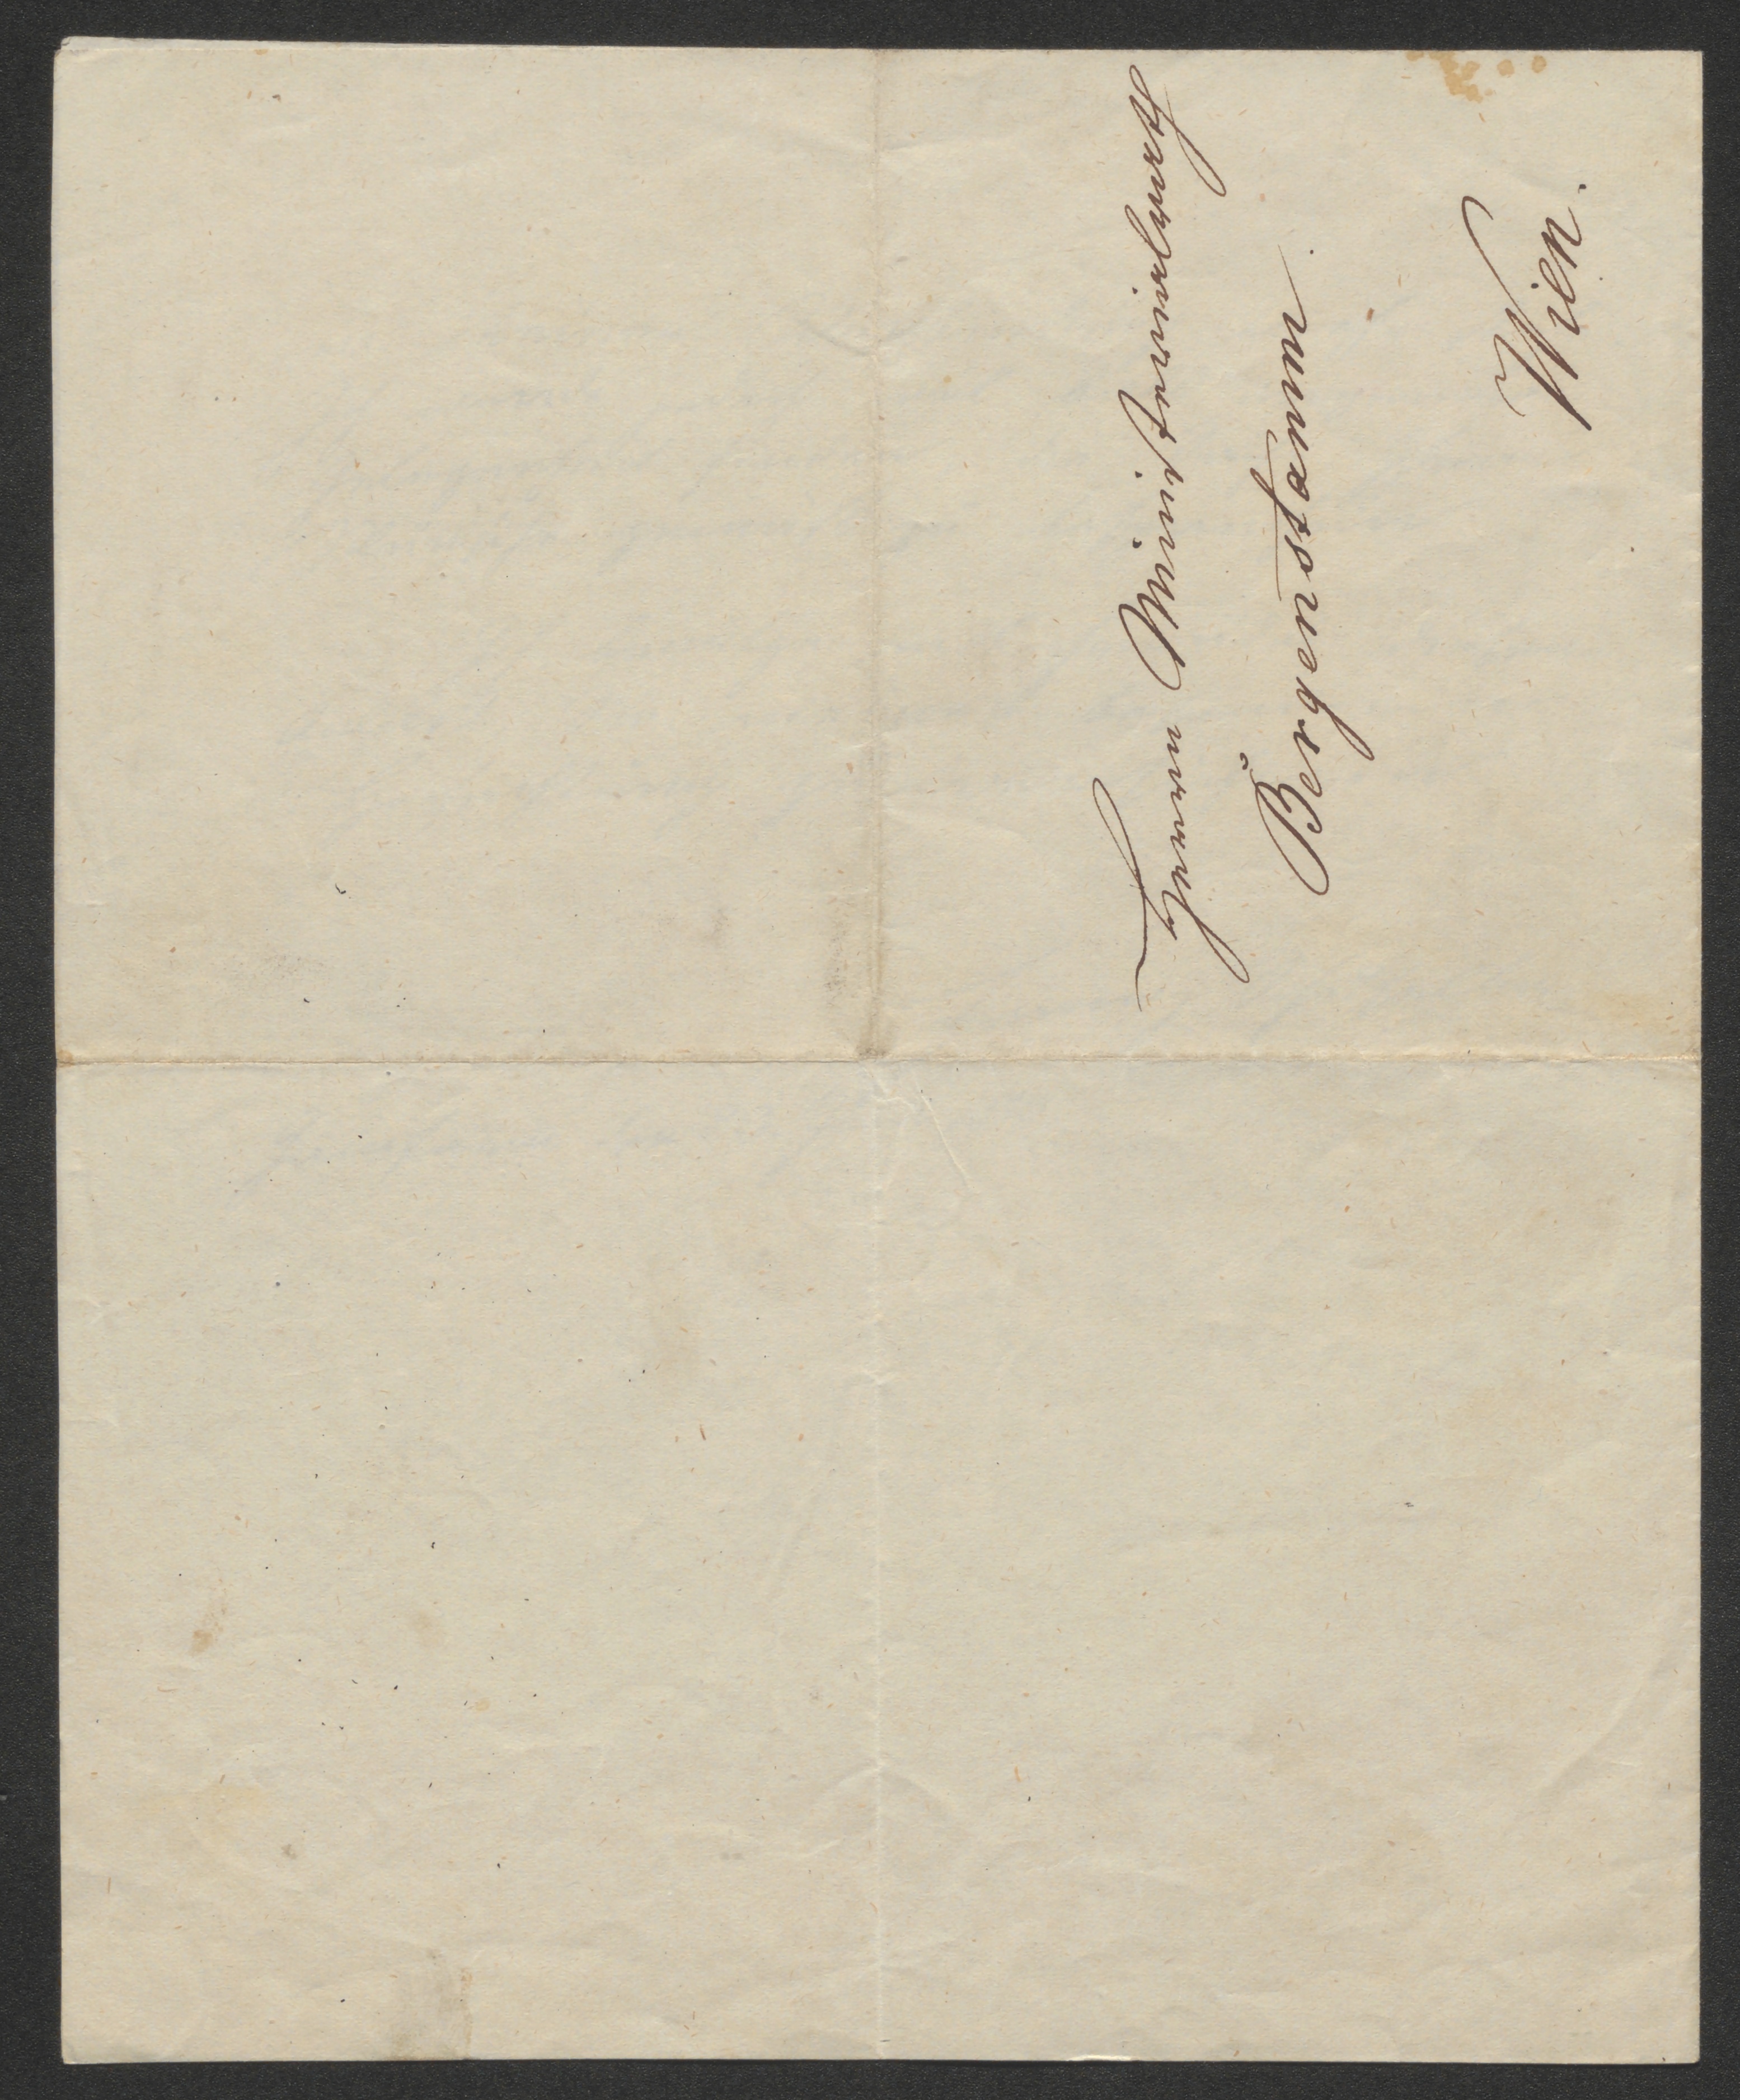 Herrn Ministerialrath
Bergenstamm
Wien.